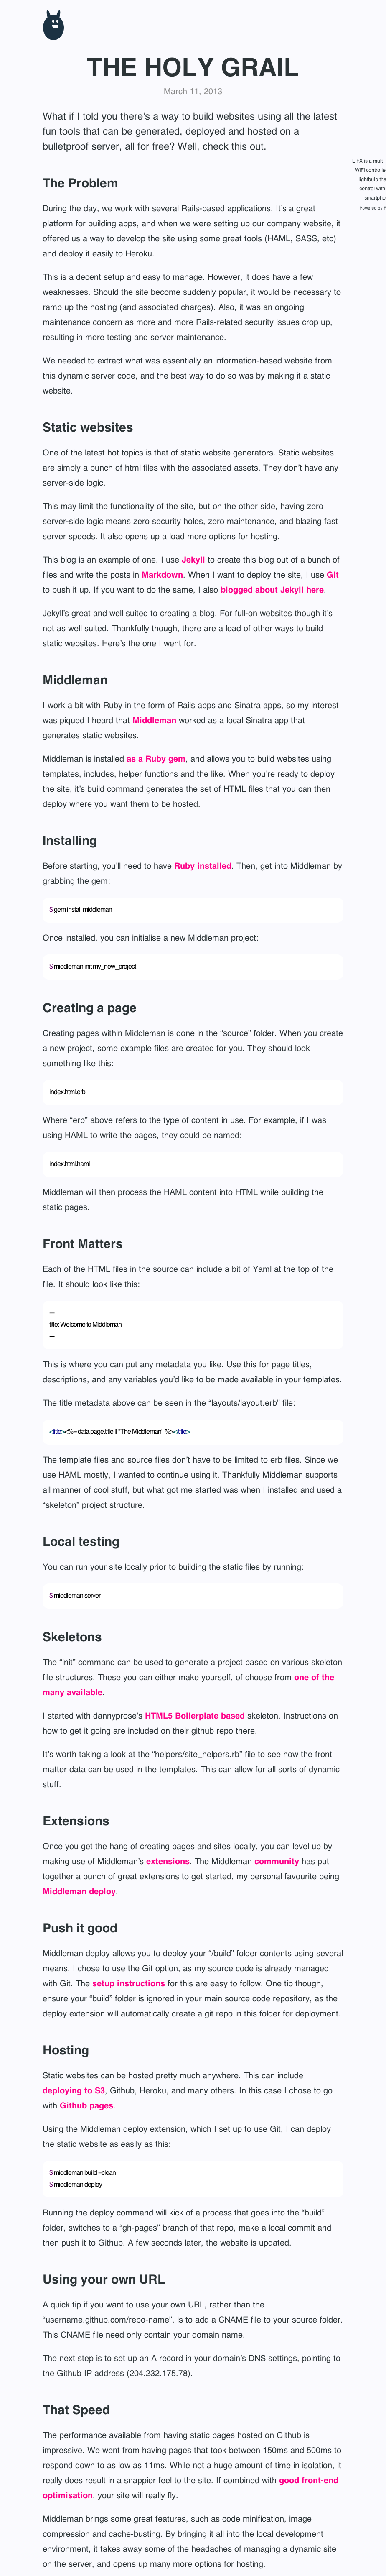 THE HOLY GRAIL
March 11, 2013
What if I told you there’s a way to build websites using all the latest
fun tools that can be generated, deployed and hosted on a
bulletproof server, all for free? Well, check this out.
LIFX is a multi-
WIFI controlle
lightbulb tha
control with
smartpho
Powered by F
The Problem
During the day, we work with several Rails-based applications. It’s a great
platform for building apps, and when we were setting up our company website, it
offered us a way to develop the site using some great tools (HAML, SASS, etc)
and deploy it easily to Heroku.
This is a decent setup and easy to manage. However, it does have a few
weaknesses. Should the site become suddenly popular, it would be necessary to
ramp up the hosting (and associated charges). Also, it was an ongoing
maintenance concern as more and more Rails-related security issues crop up,
resulting in more testing and server maintenance.
We needed to extract what was essentially an information-based website from
this dynamic server code, and the best way to do so was by making it a static
website.
Static websites
One of the latest hot topics is that of static website generators. Static websites
are simply a bunch of html files with the associated assets. They don’t have any
server-side logic.
This may limit the functionality of the site, but on the other side, having zero
server-side logic means zero security holes, zero maintenance, and blazing fast
server speeds. It also opens up a load more options for hosting.
This blog is an example of one. I use Jekyll to create this blog out of a bunch of
files and write the posts in Markdown. When I want to deploy the site, I use Git
to push it up. If you want to do the same, I also blogged about Jekyll here.
Jekyll’s great and well suited to creating a blog. For full-on websites though it’s
not as well suited. Thankfully though, there are a load of other ways to build
static websites. Here’s the one I went for.
Middleman
I work a bit with Ruby in the form of Rails apps and Sinatra apps, so my interest
was piqued I heard that Middleman worked as a local Sinatra app that
generates static websites.
Middleman is installed as a Ruby gem, and allows you to build websites using
templates, includes, helper functions and the like. When you’re ready to deploy
the site, it’s build command generates the set of HTML files that you can then
deploy where you want them to be hosted.
Installing
Before starting, you’ll need to have Ruby installed. Then, get into Middleman by
grabbing the gem:
$ gem install middleman
Once installed, you can initialise a new Middleman project:
$ middleman init my_new_project
Creating a page
Creating pages within Middleman is done in the “source” folder. When you create
a new project, some example files are created for you. They should look
something like this:
index.html.erb
Where “erb” above refers to the type of content in use. For example, if I was
using HAML to write the pages, they could be named:
index.html.haml
Middleman will then process the HAML content into HTML while building the
static pages.
Front Matters
Each of the HTML files in the source can include a bit of Yaml at the top of the
file. It should look like this:
---
title: Welcome to Middleman
---
This is where you can put any metadata you like. Use this for page titles,
descriptions, and any variables you’d like to be made available in your templates.
The title metadata above can be seen in the “layouts/layout.erb” file:
<title><%= data.page.title || "The Middleman" %></title>
The template files and source files don’t have to be limited to erb files. Since we
use HAML mostly, I wanted to continue using it. Thankfully Middleman supports
all manner of cool stuff, but what got me started was when I installed and used a
“skeleton” project structure.
Local testing
You can run your site locally prior to building the static files by running:
$ middleman server
Skeletons
The “init” command can be used to generate a project based on various skeleton
file structures. These you can either make yourself, of choose from one of the
many available.
I started with dannyprose’s HTML5 Boilerplate based skeleton. Instructions on
how to get it going are included on their github repo there.
It’s worth taking a look at the “helpers/site_helpers.rb” file to see how the front
matter data can be used in the templates. This can allow for all sorts of dynamic
stuff.
Extensions
Once you get the hang of creating pages and sites locally, you can level up by
making use of Middleman’s extensions. The Middleman community has put
together a bunch of great extensions to get started, my personal favourite being
Middleman deploy.
Push it good
Middleman deploy allows you to deploy your “/build” folder contents using several
means. I chose to use the Git option, as my source code is already managed
with Git. The setup instructions for this are easy to follow. One tip though,
ensure your “build” folder is ignored in your main source code repository, as the
deploy extension will automatically create a git repo in this folder for deployment.
Hosting
Static websites can be hosted pretty much anywhere. This can include
deploying to S3, Github, Heroku, and many others. In this case I chose to go
with Github pages.
Using the Middleman deploy extension, which I set up to use Git, I can deploy
the static website as easily as this:
$ middleman build --clean
$ middleman deploy
Running the deploy command will kick of a process that goes into the “build”
folder, switches to a “gh-pages” branch of that repo, make a local commit and
then push it to Github. A few seconds later, the website is updated.
Using your own URL
A quick tip if you want to use your own URL, rather than the
“username.github.com/repo-name”, is to add a CNAME file to your source folder.
This CNAME file need only contain your domain name.
The next step is to set up an A record in your domain’s DNS settings, pointing to
the Github IP address (204.232.175.78).
That Speed
The performance available from having static pages hosted on Github is
impressive. We went from having pages that took between 150ms and 500ms to
respond down to as low as 11ms. While not a huge amount of time in isolation, it
really does result in a snappier feel to the site. If combined with good front-end
optimisation, your site will really fly.
Middleman brings some great features, such as code minification, image
compression and cache-busting. By bringing it all into the local development
environment, it takes away some of the headaches of managing a dynamic site
on the server, and opens up many more options for hosting.